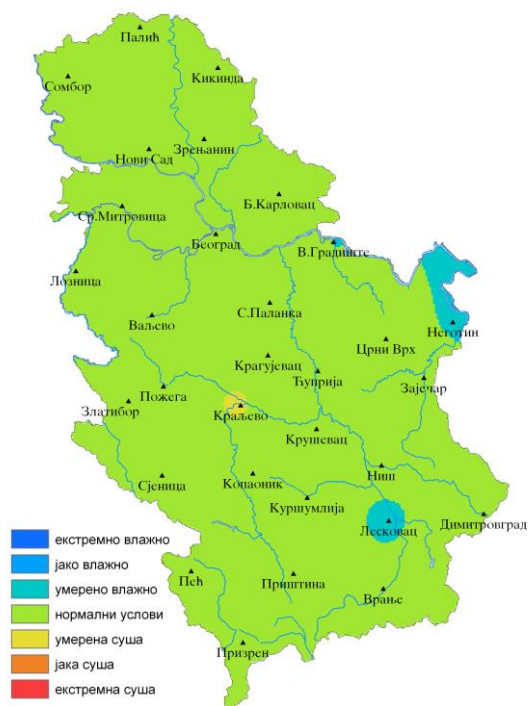 Палић
Кикинда
Сомбор
Зрењанин
Нови Сад
Б.Карловац
Ср.Митровица
Београд
В.Градиште
Лозница
С.Паланка
Ваљево
Неготин
Црни Врх
Крагујевац
Ћуприја
Зајечар
Пожега
Златибор
Краљево
Крушевац
Ниш
Сјеница
Копаоник
Куршумлија
Лесковац
Димитровград
Пећ
Приштина
Врање
Призрен
екстремно влажно
јако влажно
умерено влажно
нормални услови
умерена суша
јака суша
екстремна суша